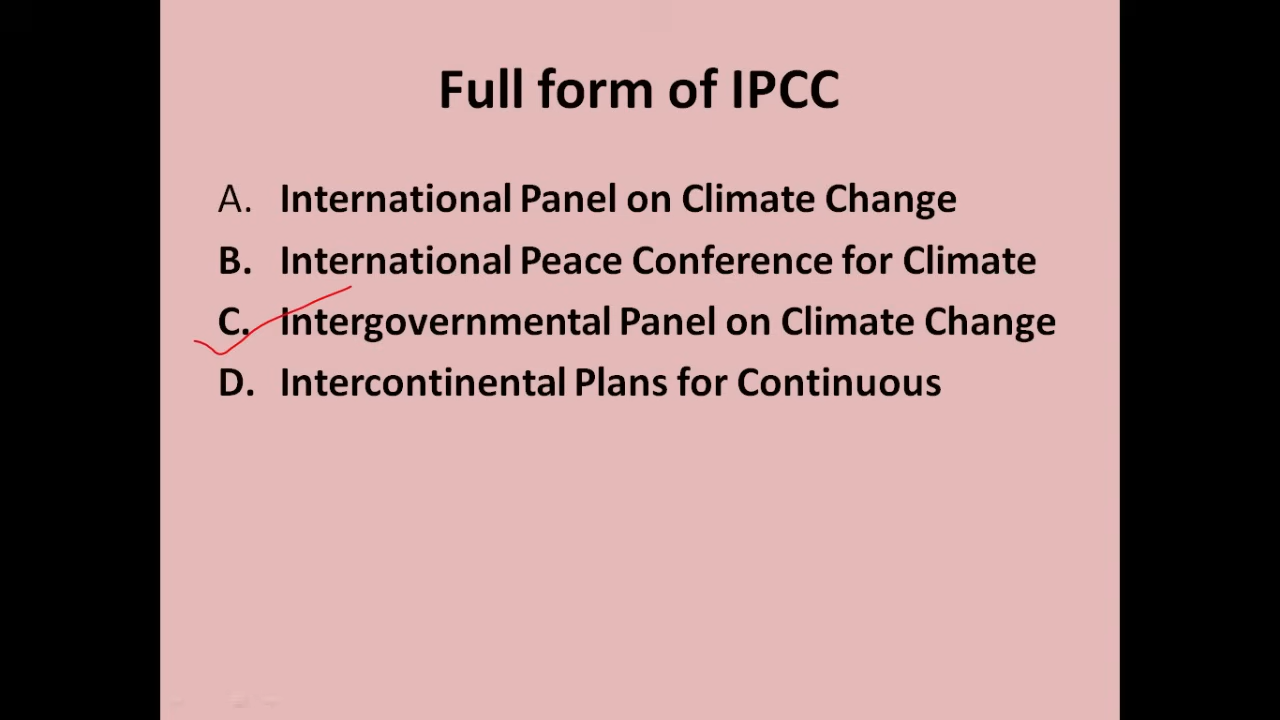 Full form of IPCC
A. International Panel on Climate Change
B. International Peace Conference for Climate
C. Intergovernmental Panel on Climate Change
D. Intercontinental Plans for Continuous